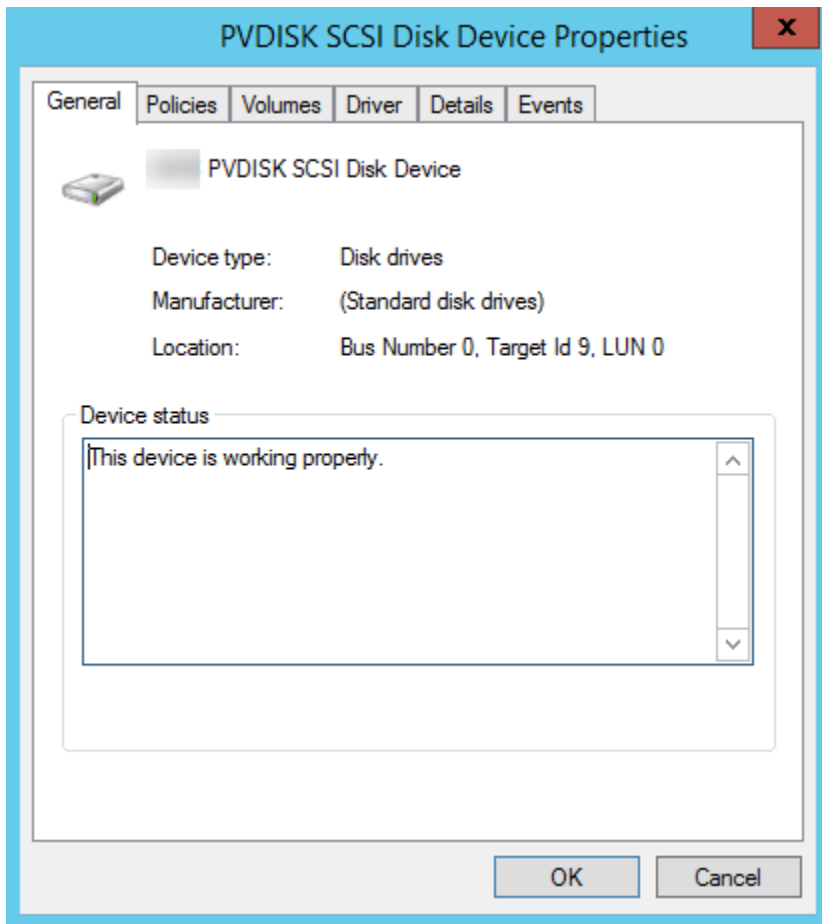 PVDISK SCSI Disk Device Properties
x
General Policies Volumes Driver Details Events
PVDISK SCSI Disk Device
Device type: Disk drives
Manufacturer: (Standard disk drives)
Location: Bus Number 0, Target Id 9, LUN 0
Device status
This device is working properly.
OK Cancel